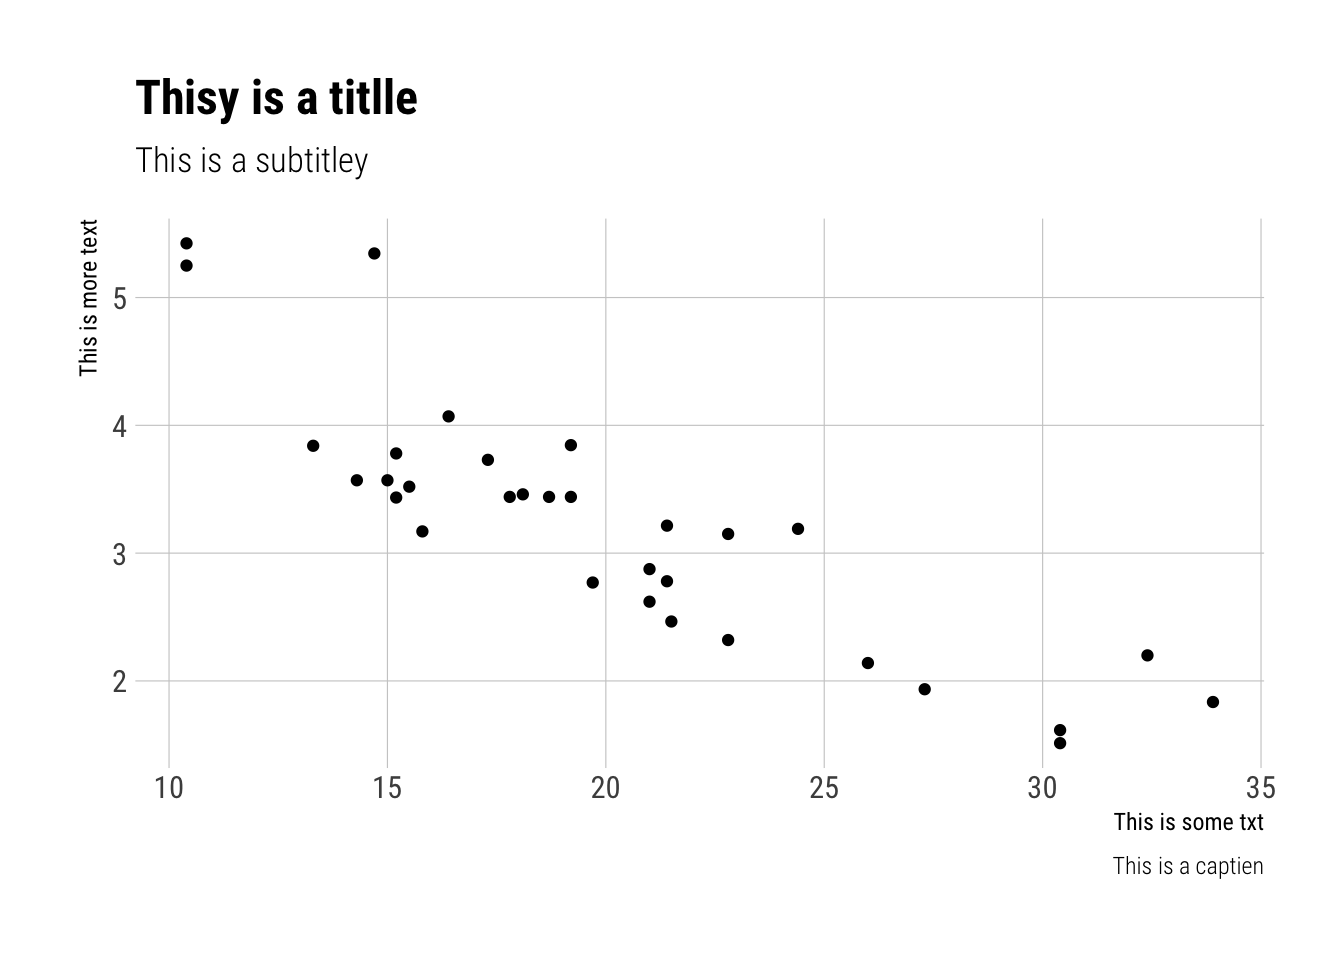 Thisy is a titlle
This is a subtitley
This is more text
5
4
3
2
10 15 20 25 30 35
This is some txt
This is a captien